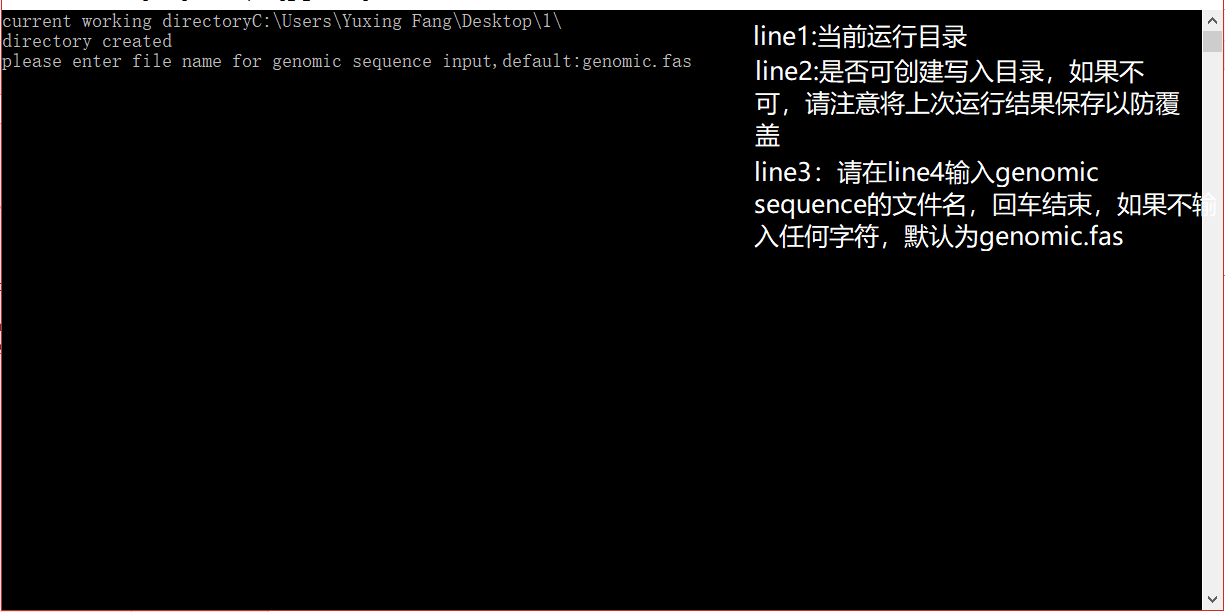 current working directoryC:\Users\Yuxing Fang\Desktop\1\
directory created
please enter file name for genomic sequence input,default:genomic.fas
line1:当前运行目录
line2:是否可创建写入目录，如果不
可，请注意将上次运行结果保存以防覆
盖
line3：请在line4输入genomic
sequence的文件名，回车结束，如果不输
入任何字符，默认为genomic.fas